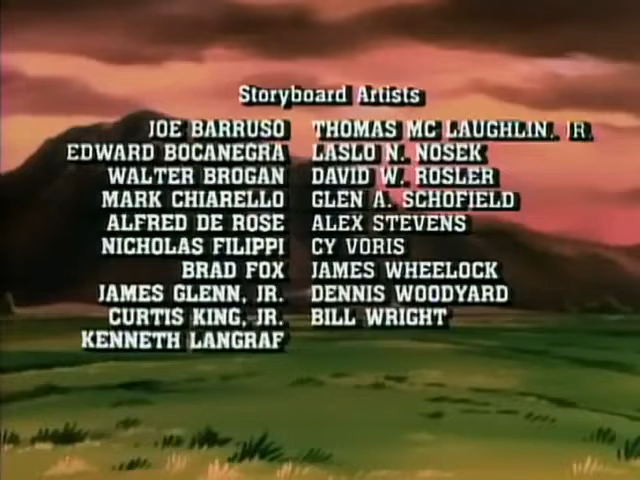 Storyboard Artists
JOE BARRUSO THOMAS MC LAUGHLIN, JR.
EDWARD BOCANEGRA LASLO N. NOSEK
WALTER BROGAN DAVID W. ROSLER
MARK CHIARELLO GLEN A. SCHOFIELD
ALFRED DE ROSE ALEX STEVENS
NICHOLAS FILIPPI CY VORIS
BRAD FOX JAMES WHEELOCK
JAMES GLENN, JR. DENNIS WOODYARD
CURTIS KING, JR. BILL WRIGHT
KENNETH LANGRAF